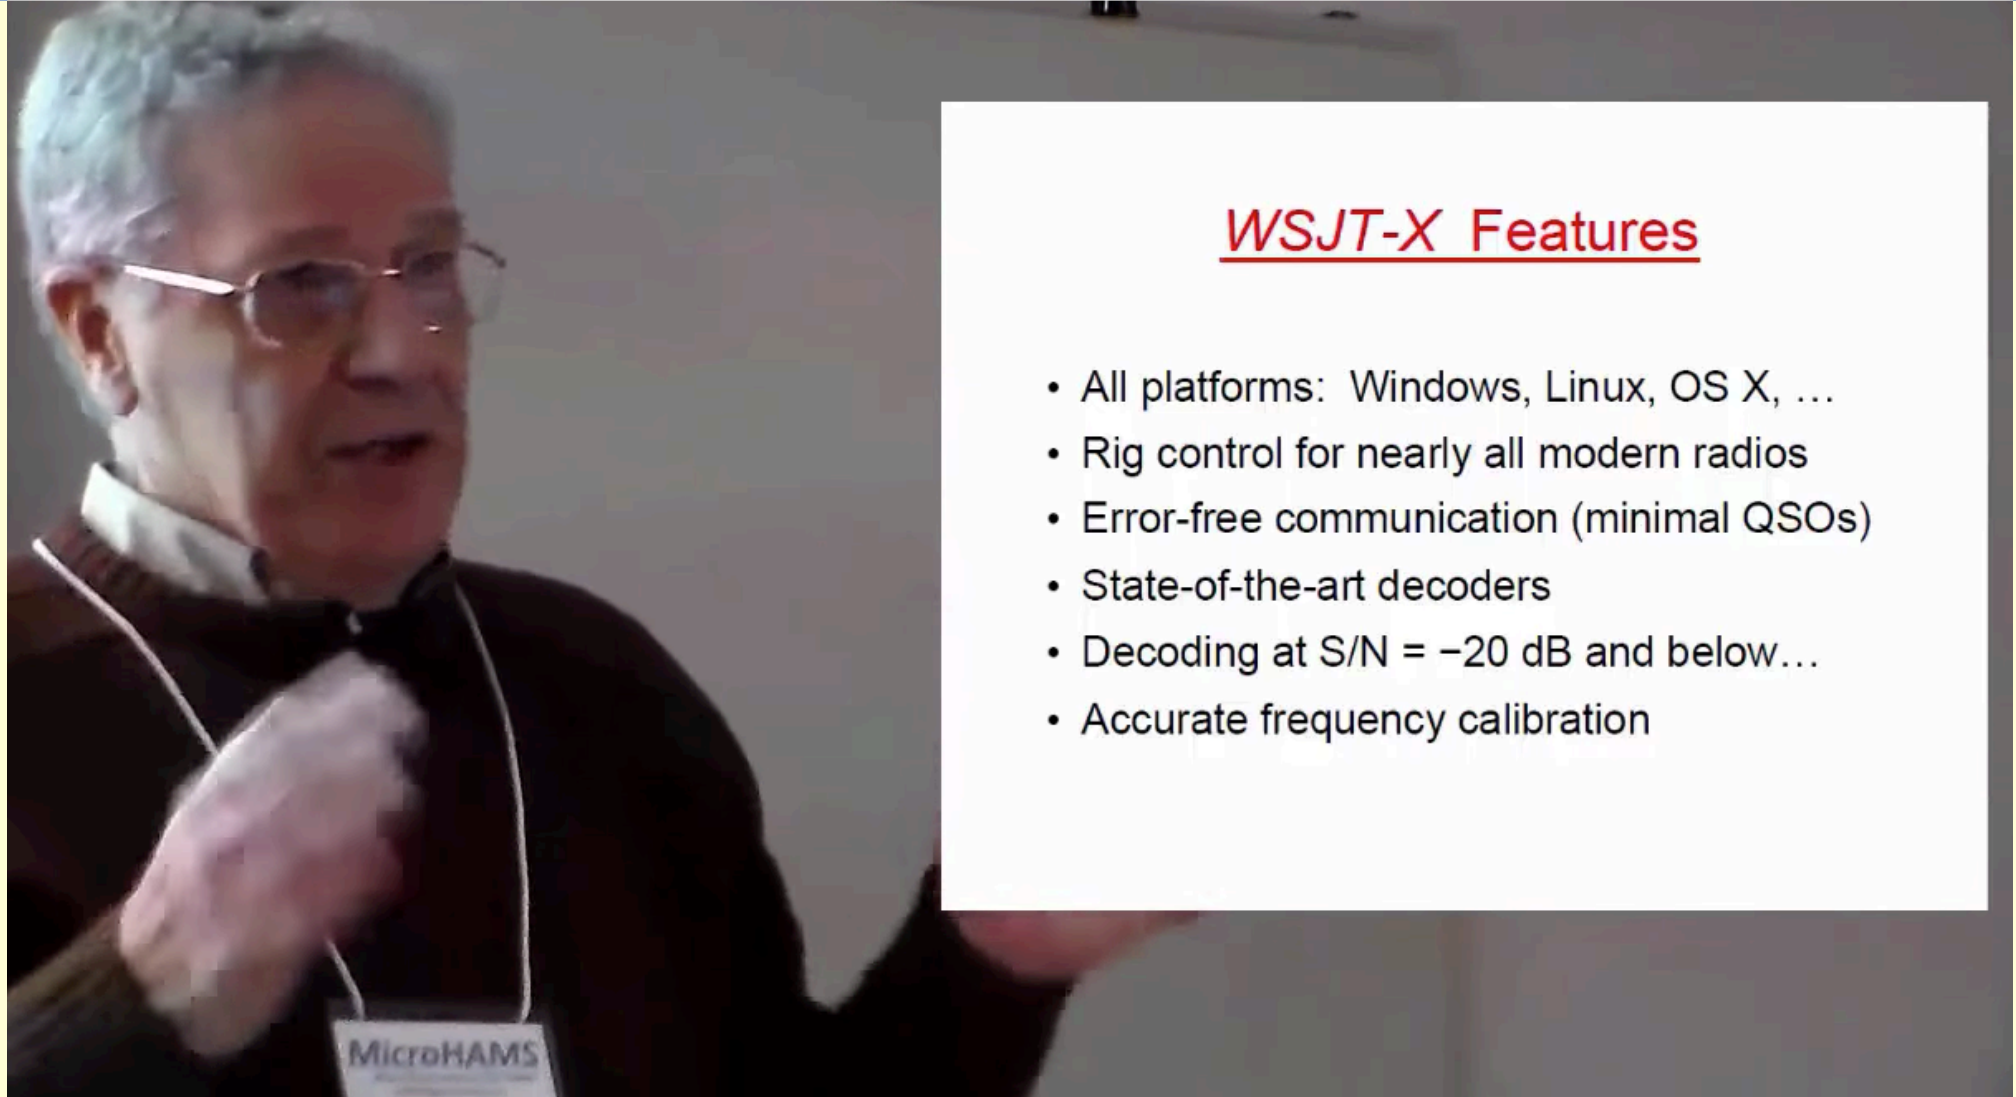 WSJT-X Features
• All platforms: Windows, Linux, OS X, …
• Rig control for nearly all modern radios
• Error-free communication (minimal QSOs)
• State-of-the-art decoders
• Decoding at S/N = −20 dB and below…
• Accurate frequency calibration
MicroHAMS